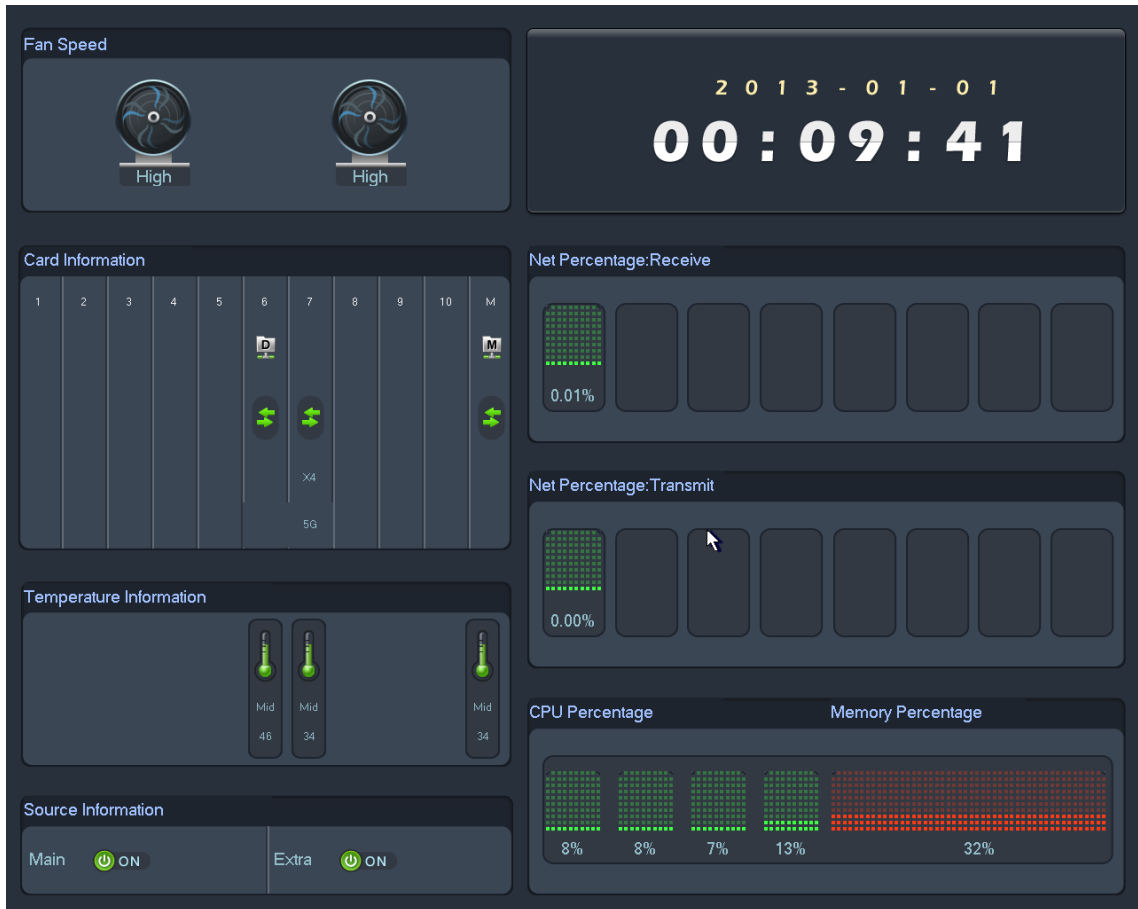 Fan Speed
High
High
2013-01-01
00:09:41
Card Information
1 2 3 4 5 6 7 8 9 10 M
D M
X4
5G
Net Percentage:Receive
0.01%
Net Percentage:Transmit
0.00%
Temperature Information
Mid Mid Mid
46 34 34
CPU Percentage Memory Percentage
8% 8% 7% 13% 32%
Source Information
Main ON Extra ON